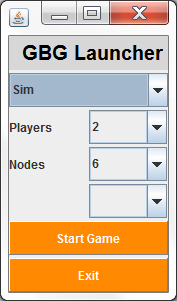 GBG Launcher
Sim
Players 2
Nodes 6
Start Game
Exit